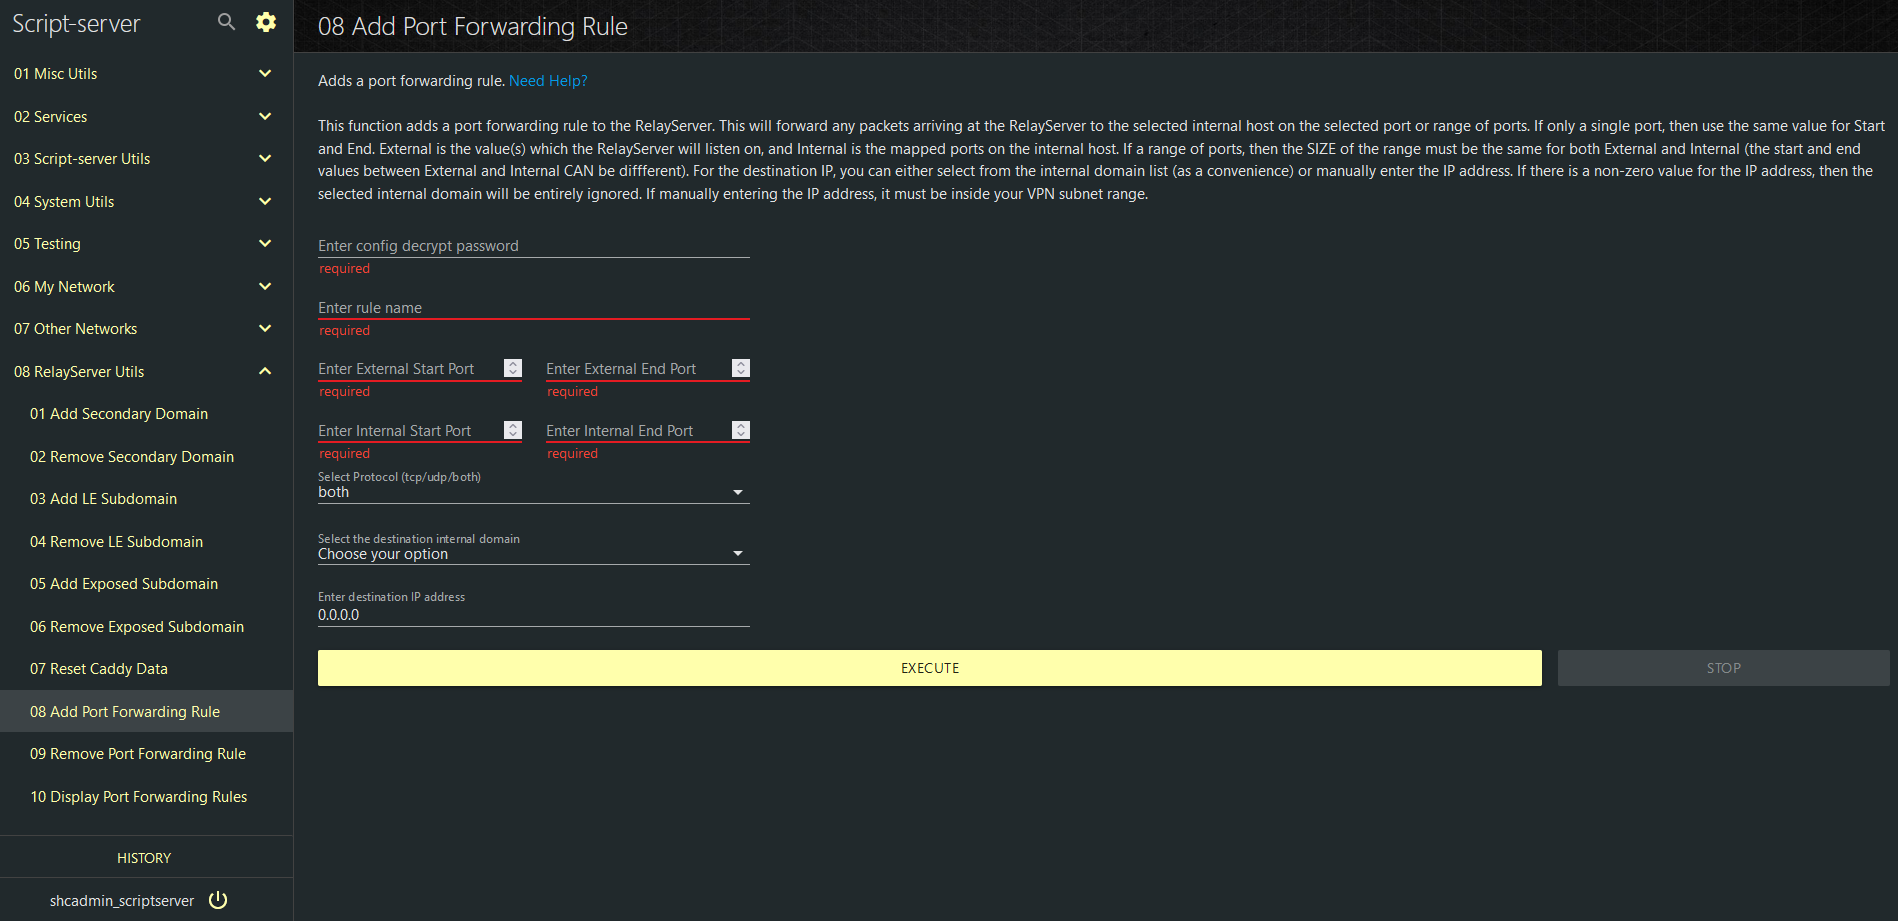 Script-server
01 Misc Utils
02 Services
03 Script-server Utils
04 System Utils
05 Testing
06 My Network
07 Other Networks
08 RelayServer Utils
01 Add Secondary Domain
02 Remove Secondary Domain
03 Add LE Subdomain
04 Remove LE Subdomain
05 Add Exposed Subdomain
06 Remove Exposed Subdomain
07 Reset Caddy Data
08 Add Port Forwarding Rule
09 Remove Port Forwarding Rule
10 Display Port Forwarding Rules
HISTORY
shcadmin_scriptserver
08 Add Port Forwarding Rule
Adds a port forwarding rule. Need Help?
This function adds a port forwarding rule to the RelayServer. This will forward any packets arriving at the RelayServer to the selected internal host on the selected port or range of ports. If only a single port, then use the same value for Start
and End. External is the value(s) which the RelayServer will listen on, and Internal is the mapped ports on the internal host. If a range of ports, then the SIZE of the range must be the same for both External and Internal (the start and end
values between External and Internal CAN be diffferent). For the destination IP, you can either select from the internal domain list (as a convenience) or manually enter the IP address. If there is a non-zero value for the IP address, then the
selected internal domain will be entirely ignored. If manually entering the IP address, it must be inside your VPN subnet range.
Enter config decrypt password
required
Enter rule name
required
Enter External Start Port Enter External End Port
required required
Enter Internal Start Port Enter Internal End Port
required required
Select Protocol (tcp/udp/both)
both
Select the destination internal domain
Choose your option
Enter destination IP address
0.0.0.0
EXECUTE STOP